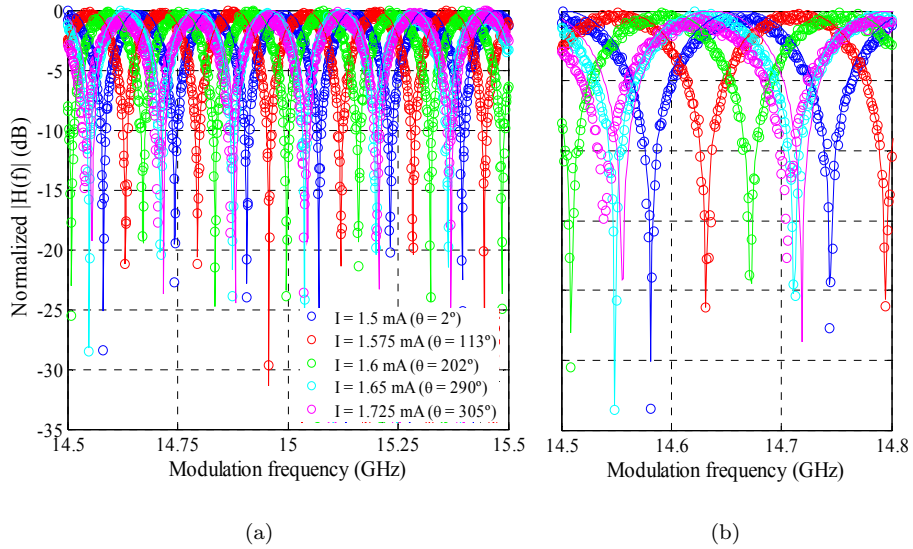 0
-5
-10
-15
-20
-25
-30
-35
Normalized |H(f)| (dB)
I = 1.5 mA (θ = 2º)
I = 1.575 mA (θ = 113º)
I = 1.6 mA (θ = 202º)
I = 1.65 mA (θ = 290º)
I = 1.725 mA (θ = 305º)
14.5 14.75 15 15.25 15.5
Modulation frequency (GHz)
14.5 14.6 14.7 14.8
Modulation frequency (GHz)
(a) (b)